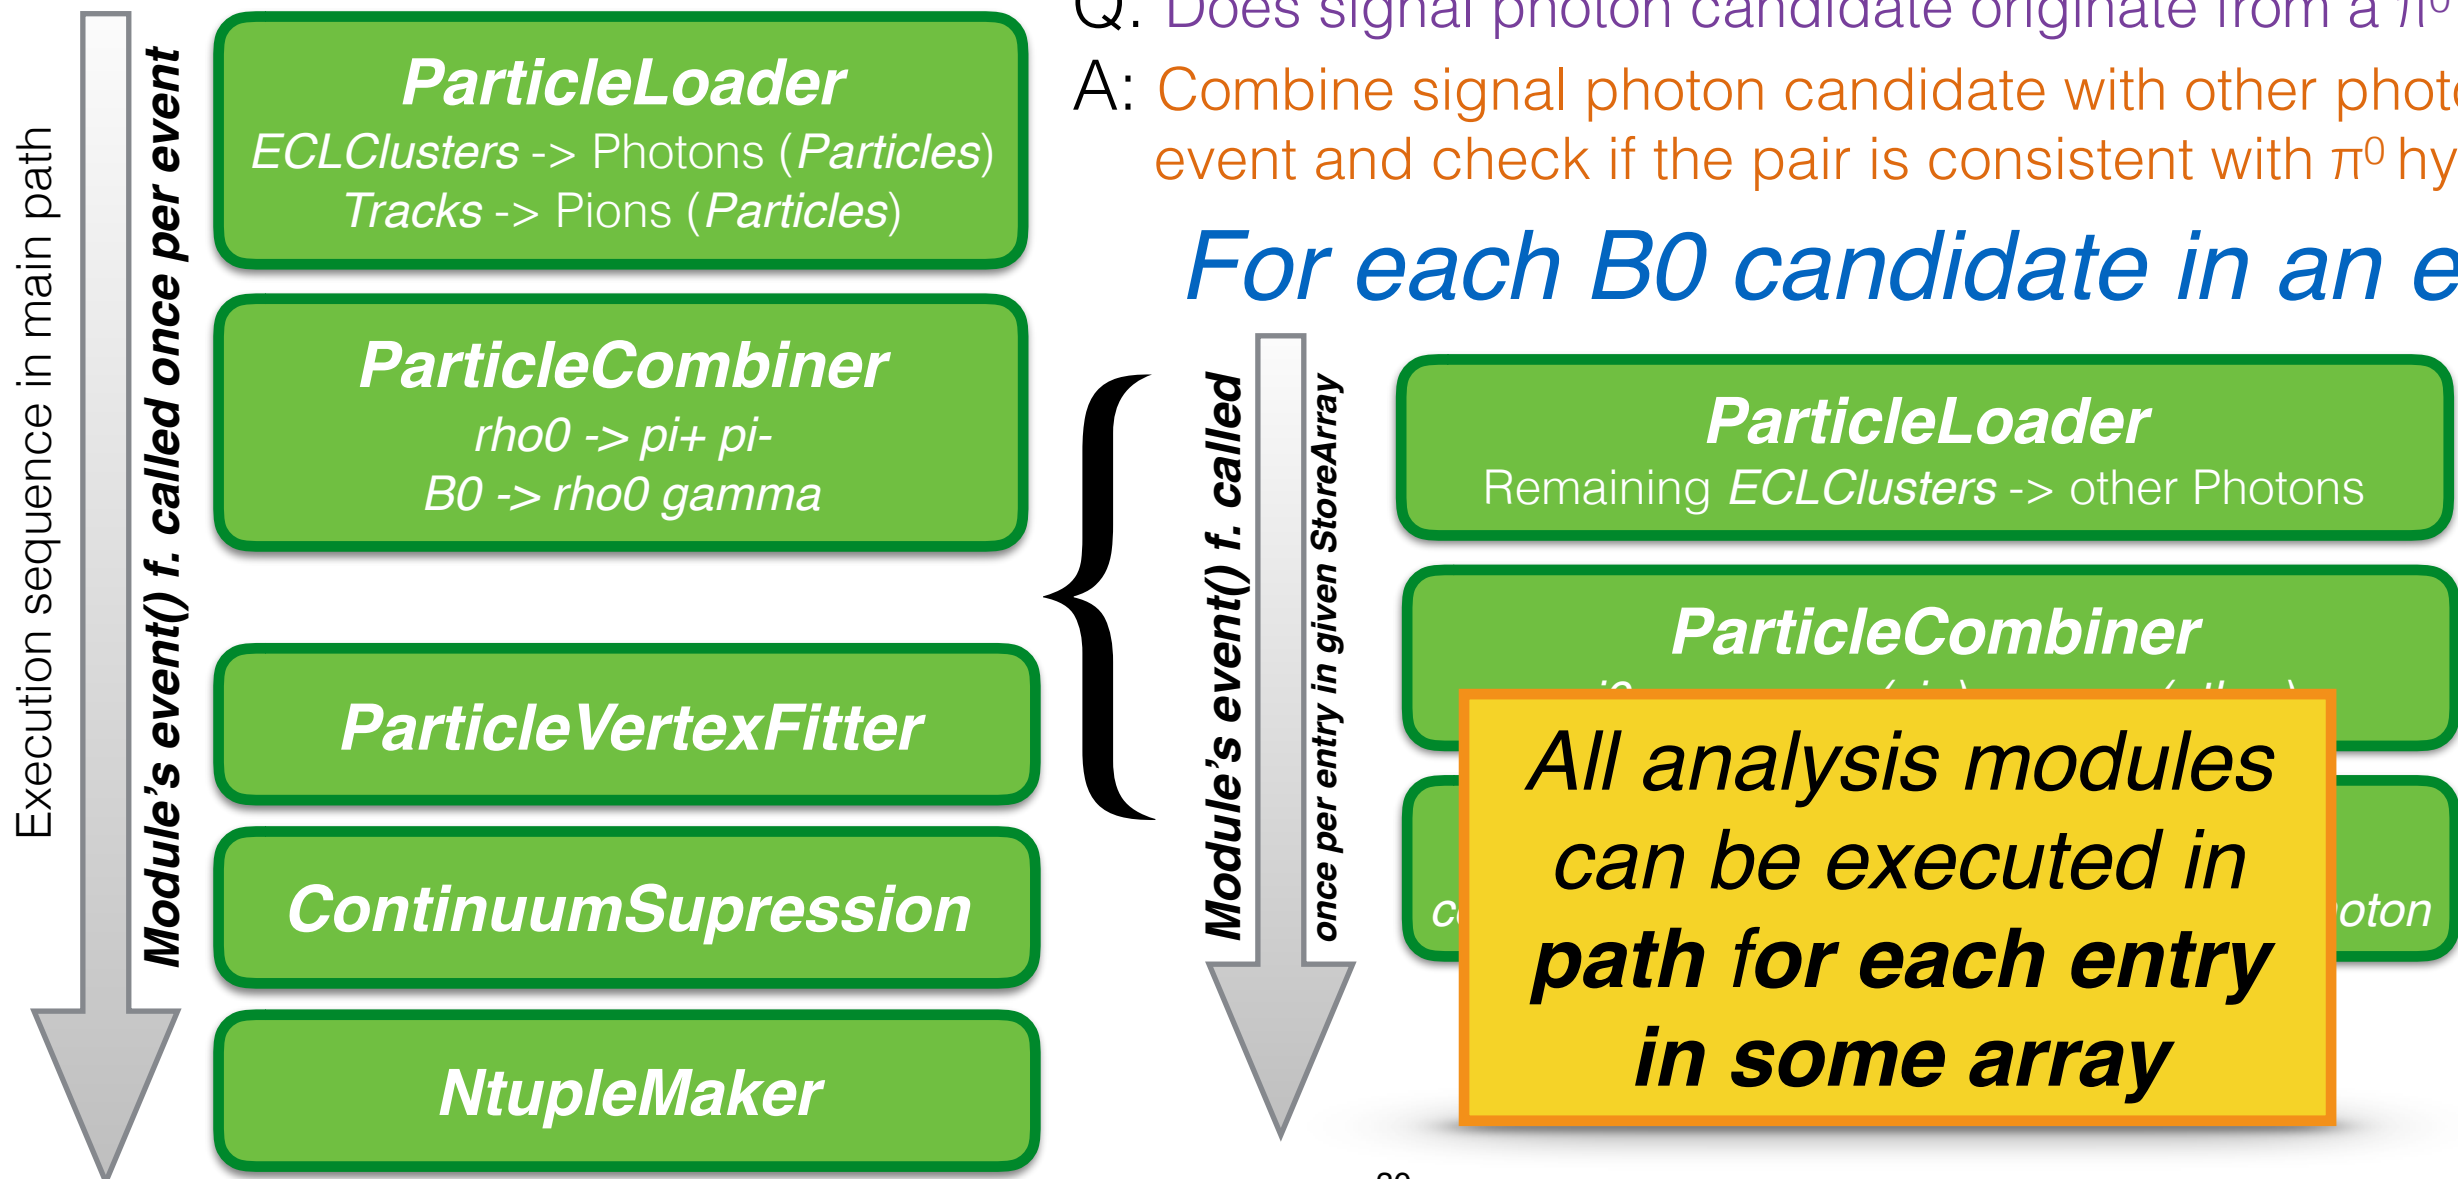 Execution sequence in main path
Module's event() f. called once per event
ParticleLoader
ECLClusters -> Photons (Particles)
Tracks -> Pions (Particles)
ParticleCombiner
rho0 -> pi+ pi-
B0 -> rho0 gamma
ParticleVertexFitter
ContinuumSupression
NtupleMaker
Q: Does signal photon candidate originate from a π⁰
A: Combine signal photon candidate with other photo
event and check if the pair is consistent with π⁰ hy
For each B0 candidate in an e
Module's event() f. called
once per entry in given StoreArray
ParticleLoader
Remaining ECLClusters -> other Photons
ParticleCombiner
All analysis modules
can be executed in
path for each entry
in some array
oton